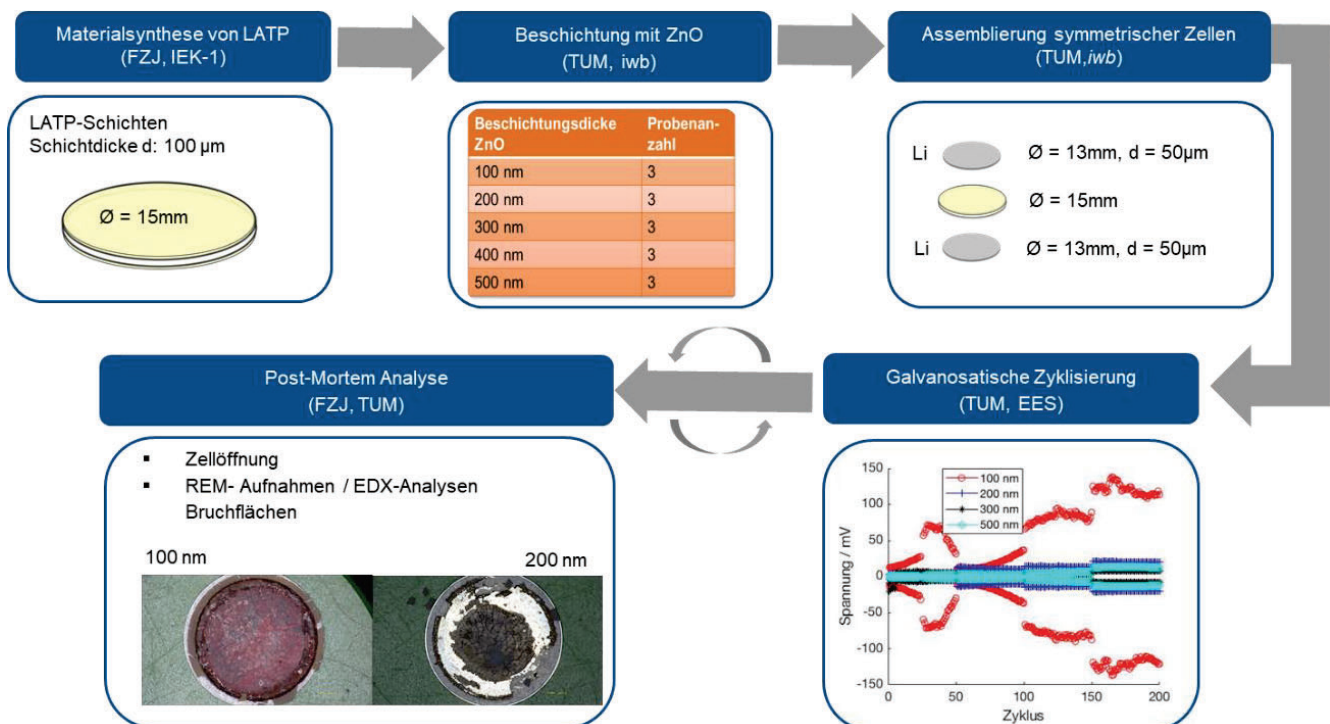 Materialsynthese von LATP
(FZJ, IEK-1)
Beschichtung mit ZnO
(TUM, iwb)
Assemblierung symmetrischer Zellen
(TUM,iwb)
LATP-Schichten
Schichtdicke d: 100 µm
Ø = 15mm
Beschichtungsdicke ZnO
Probenan-
zahl
100 nm 3
200 nm 3
300 nm 3
400 nm 3
500 nm 3
Li Ø = 13mm, d = 50µm
Ø = 15mm
Li Ø = 13mm, d = 50µm
Post-Mortem Analyse
(FZJ, TUM)
Galvanosatische Zyklisierung
(TUM, EES)
▪ Zellöffnung
▪ REM- Aufnahmen / EDX-Analysen
Bruchflächen
100 nm 200 nm
Spannung / mV
150
100
50
0
-50
-100
-150
100 nm
200 nm
300 nm
500 nm
0 50 100 150 200
Zyklus